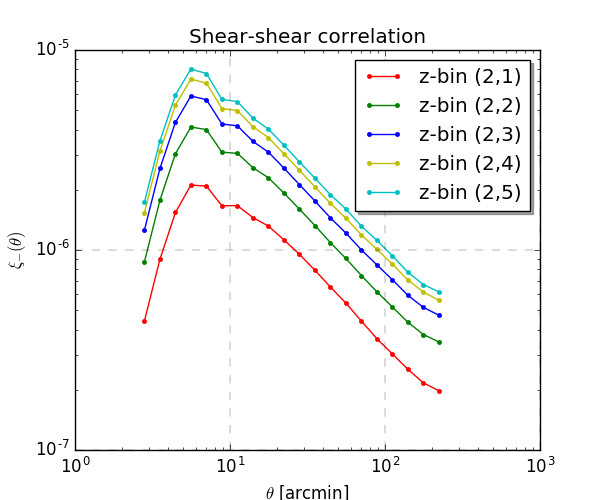 Shear-shear correlation
10^-5
10^-6
10^-7
ξ_−(θ)
z-bin (2,1)
z-bin (2,2)
z-bin (2,3)
z-bin (2,4)
z-bin (2,5)
10^0 10^1 10^2 10^3
θ [arcmin]